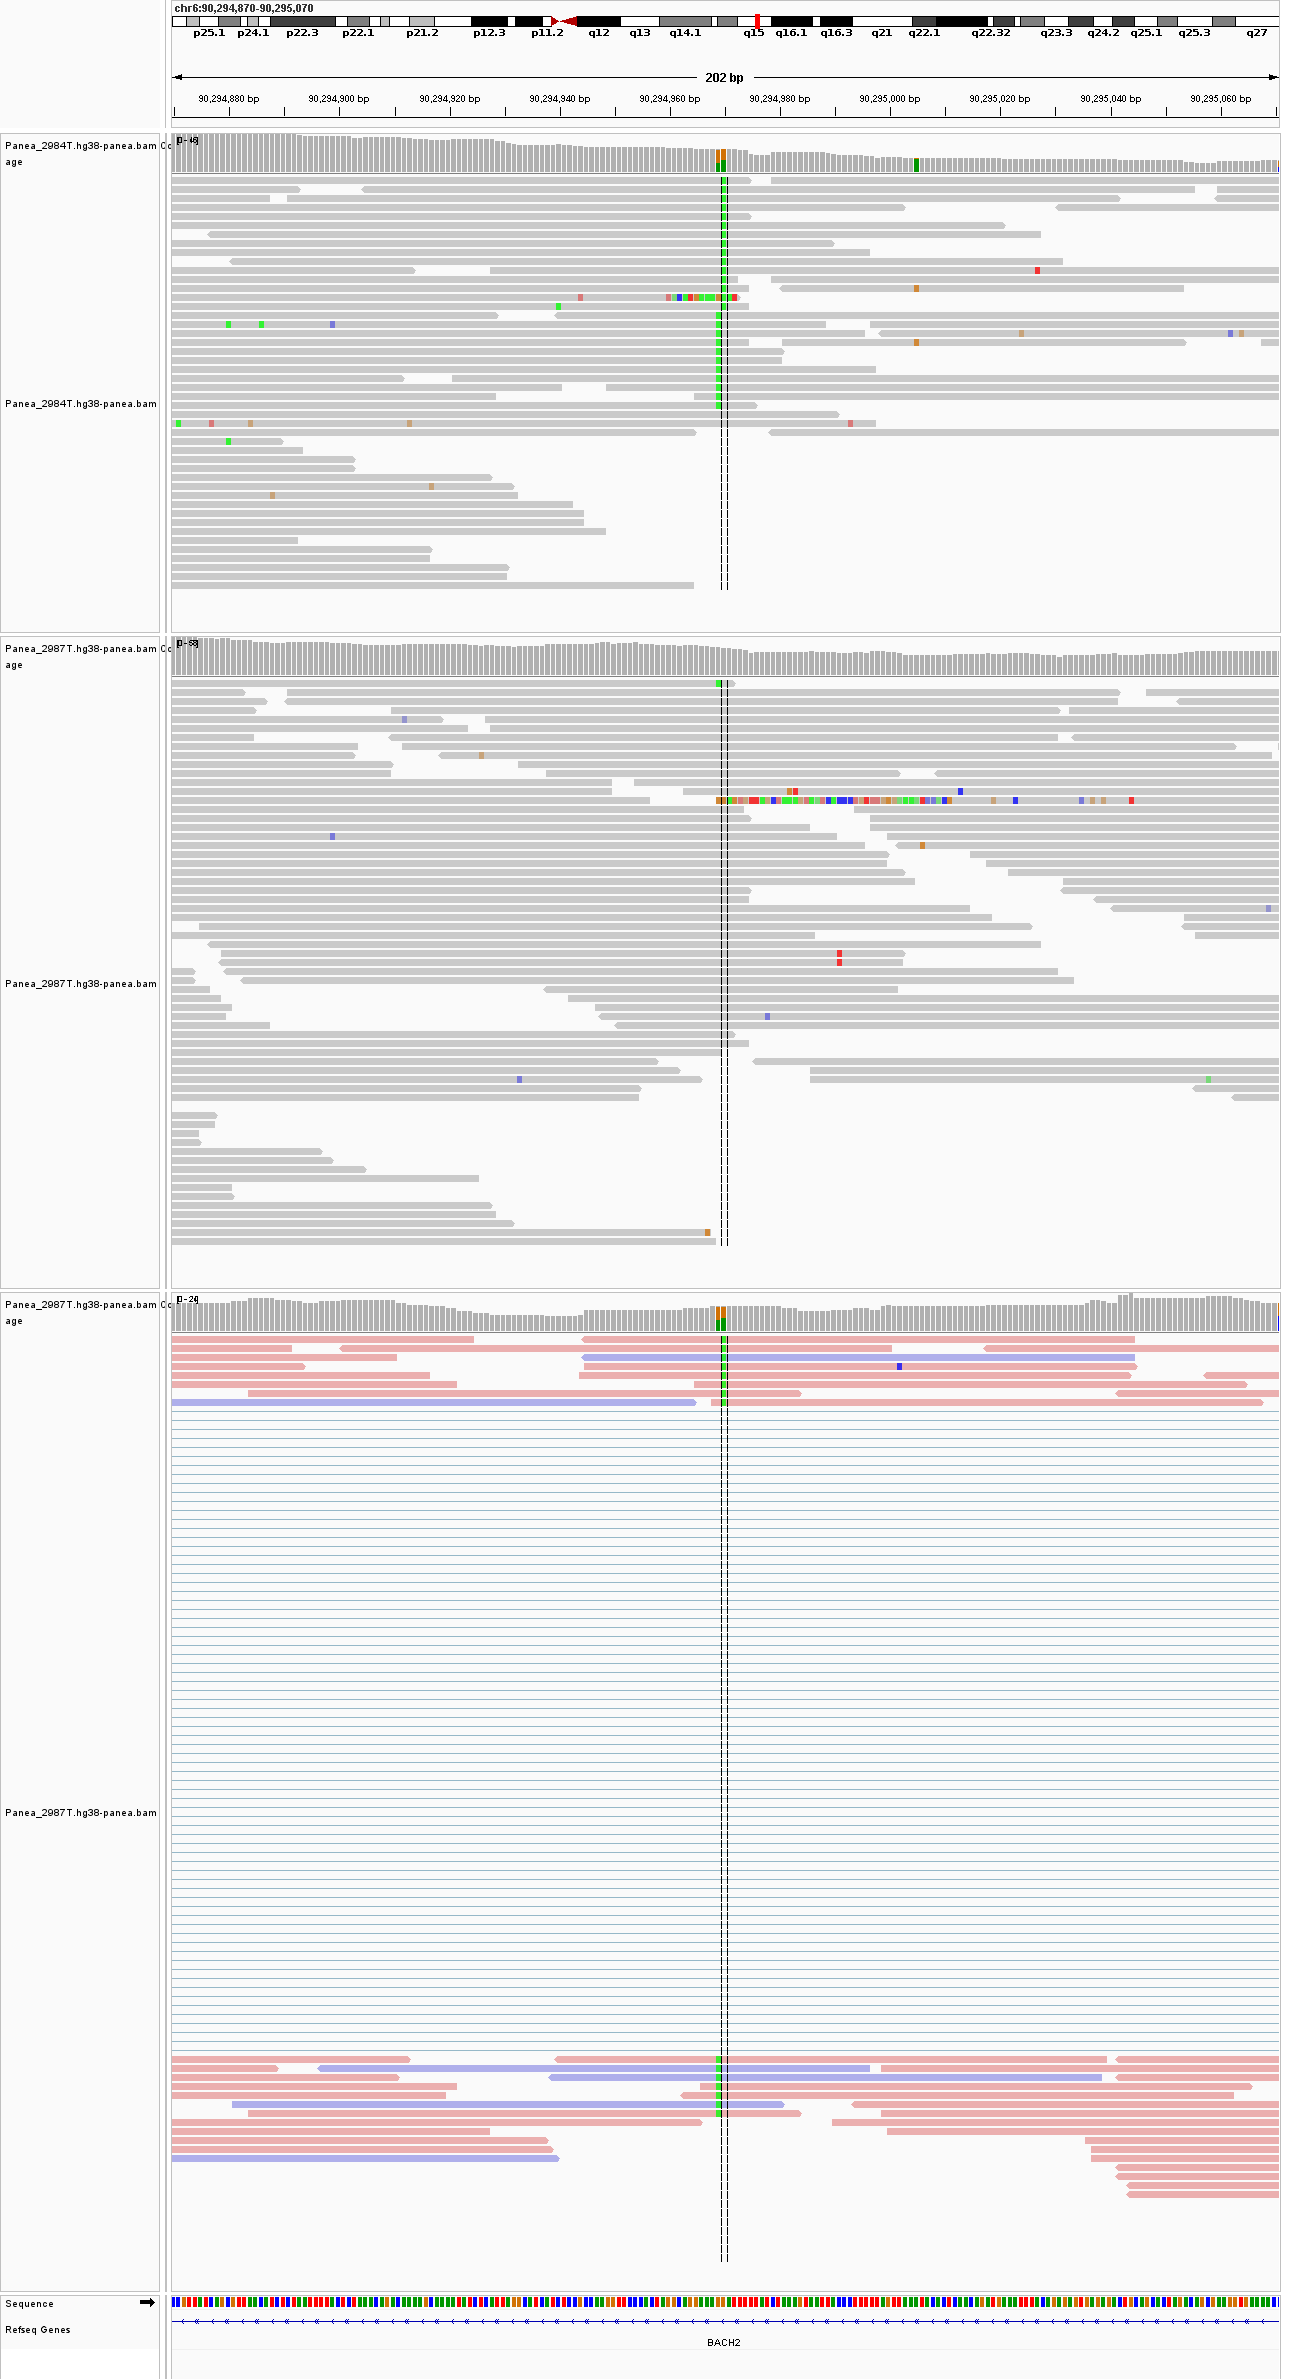 chr6:90,294,870-90,295,070
p25.1 p24.1 p22.3 p22.1 p21.2 p12.3 p11.2 q12 q13 q14.1 q15 q16.1 q16.3 q21 q22.1 q22.32 q23.3 q24.2 q25.1 q25.3 q27
202 bp
90,294,880 bp 90,294,900 bp 90,294,920 bp 90,294,940 bp 90,294,960 bp 90,294,980 bp 90,295,000 bp 90,295,020 bp 90,295,040 bp 90,295,060 bp
Panea_2984T.hg38-panea.bam Co
age
Panea_2984T.hg38-panea.bam
Panea_2987T.hg38-panea.bam Co
age
Panea_2987T.hg38-panea.bam
Panea_2987T.hg38-panea.bam Co
age
Panea_2987T.hg38-panea.bam
Sequence
Refseq Genes
BACH2